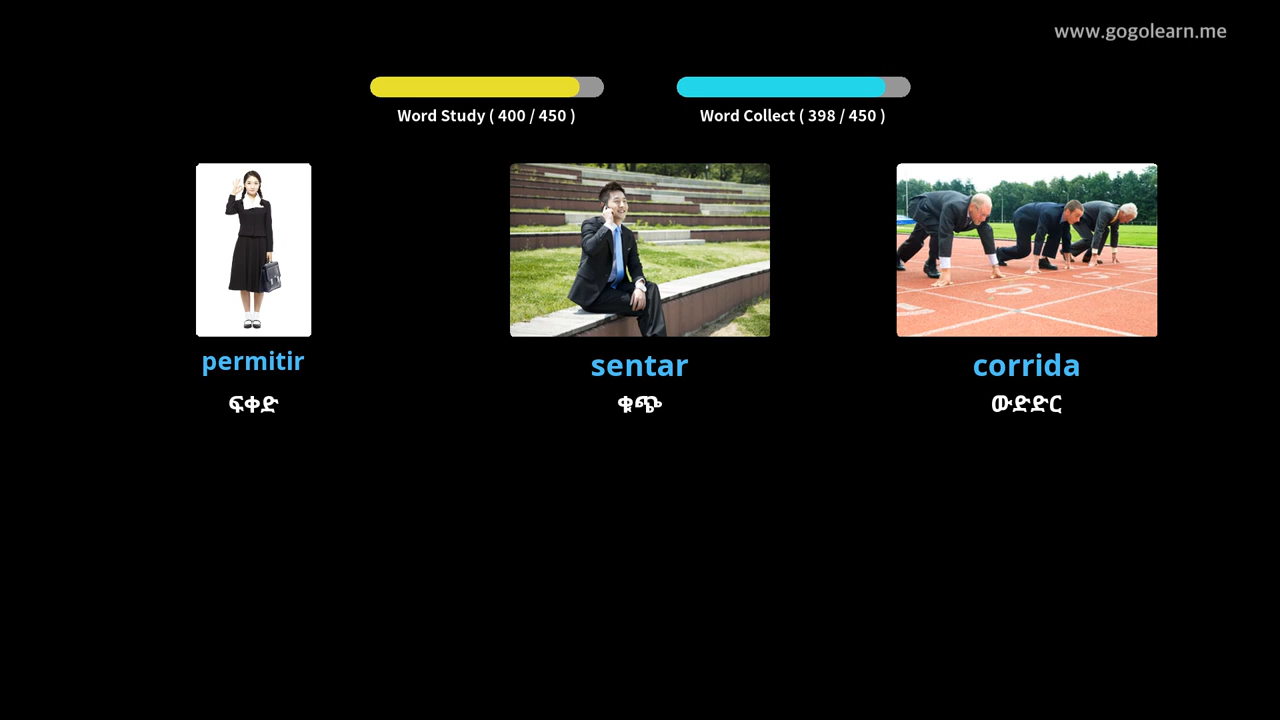 www.gogolearn.me
Word Study ( 400 / 450 )
Word Collect ( 398 / 450 )
permitir
ፍቀድ
sentar
ቁጭ
corrida
ውድድር